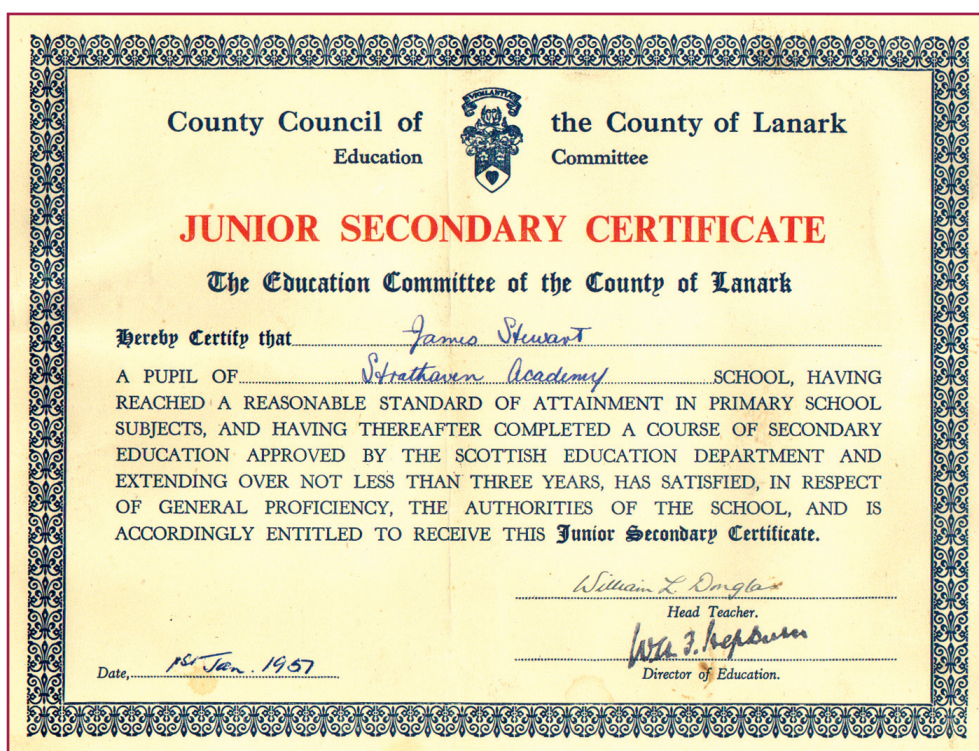 VIGILANTIA
County Council of the County of Lanark
Education Committee
JUNIOR SECONDARY CERTIFICATE
The Education Committee of the County of Lanark
Hereby Certify that James Stewart
A PUPIL OF Strathaven Academy SCHOOL, HAVING
REACHED A REASONABLE STANDARD OF ATTAINMENT IN PRIMARY SCHOOL
SUBJECTS, AND HAVING THEREAFTER COMPLETED A COURSE OF SECONDARY
EDUCATION APPROVED BY THE SCOTTISH EDUCATION DEPARTMENT AND
EXTENDING OVER NOT LESS THAN THREE YEARS, HAS SATISFIED, IN RESPECT
OF GENERAL PROFICIENCY, THE AUTHORITIES OF THE SCHOOL, AND IS
ACCORDINGLY ENTITLED TO RECEIVE THIS Junior Secondary Certificate.
William L Douglas
Head Teacher.
Hepburn
Director of Education.
Date, 1st Jan. 1957